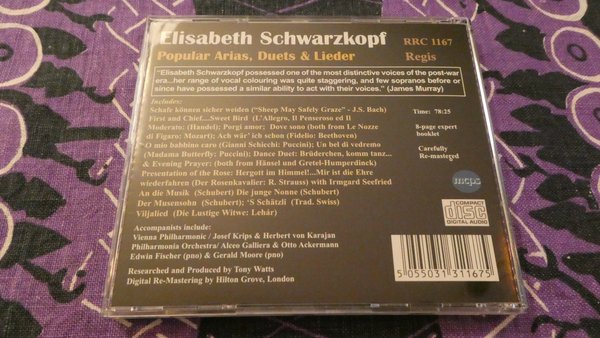 Elisabeth Schwarzkopf
RRC 1167
Popular Arias, Duets & Lieder
Regis
"Elisabeth Schwarzkopf possessed one of the most distinctive voices of the post-war
era...her range of vocal colouring was quite staggering, and few sopranos before or
since have possessed a similar ability to act with their voices." (James Murray)
Includes:
Schafe können sicher weiden ("Sheep May Safely Graze" - J.S. Bach)
First and Chief....Sweet Bird (L'Allegro, Il Penseroso ed Il
Moderato: (Handel); Porgi amor; Dove sono (both from Le Nozze
di Figaro: Mozart; Ach wär' ich schon (Fidelio: Beethoven)
O mio babbino caro (Gianni Schicchi: Puccini); Un bel di vedremo
(Madama Butterfly: Puccini); Dance Duet: Brüderchen, komm tanz...
& Evening Prayer; (both from Hänsel und Gretel-Humperdinck)
Presentation of the Rose: Hergott im Himmel!...Mir ist die Ehre
wiederfahren (Der Rosenkavalier: R. Strauss) with Irmgard Seefried
An die Musik (Schubert) Die junge Nonne (Schubert)
Der Musensohn (Schubert); 'S Schätzli (Trad. Swiss)
Viljalied (Die Lustige Witwe: Lehár)
Time: 78:25
8-page expert
booklet
Carefully
Re-mastered
mcps
COMPACT
disc
DIGITAL AUDIO
Accompanists include:
Vienna Philharmonic / Josef Krips & Herbert von Karajan
Philharmonia Orchestra/ Alceo Galliera & Otto Ackermann
Edwin Fischer (pno) & Gerald Moore (pno)
Researched and Produced by Tony Watts
Digital Re-Mastering by Hilton Grove, London
5 055031 311675